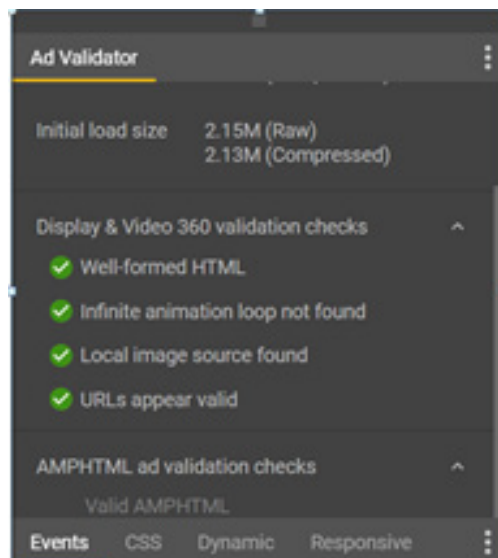 Ad Validator
Initial load size 2.15M (Raw)
2.13M (Compressed)
Display & Video 360 validation checks
Well-formed HTML
Infinite animation loop not found
Local image source found
URLs appear valid
AMPHTML ad validation checks
Valid AMPHTML
Events CSS Dynamic Responsive